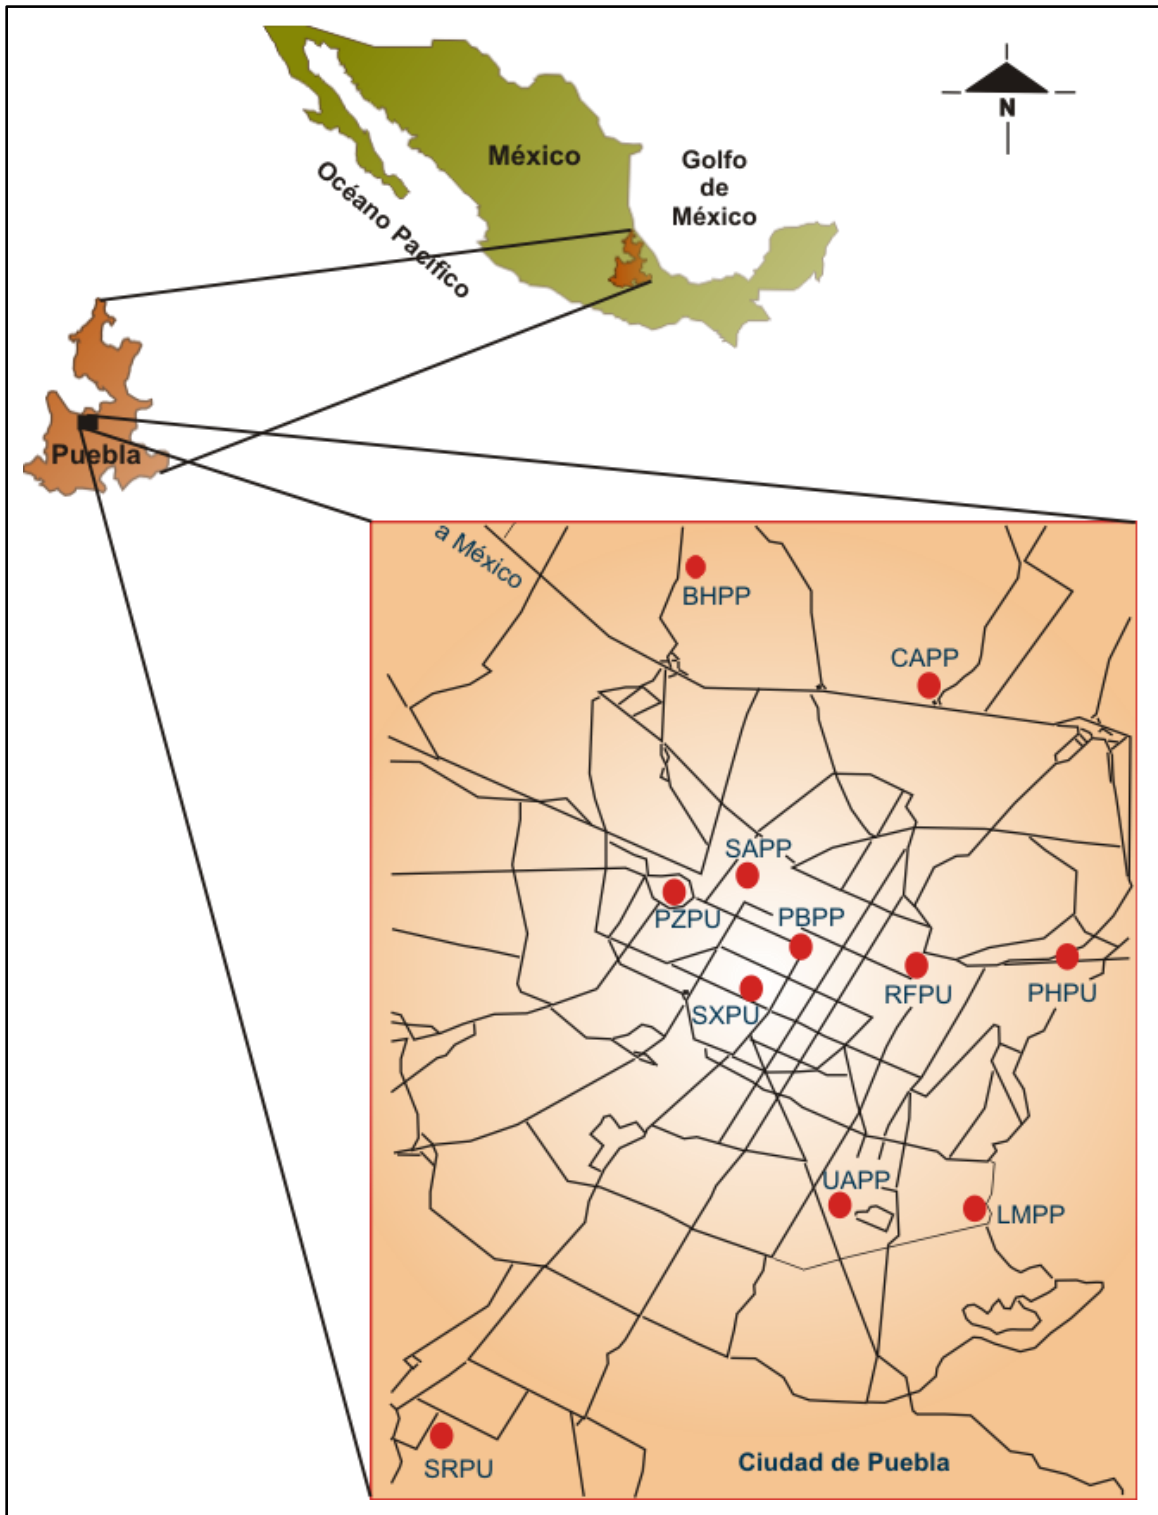 México
Golfo
de
México
N
Océano Pacífico
Puebla
a México
BHPP
CAPP
SAPP
PZPU
PBPP
RFPU
PHPU
SXPU
UAPP
LMPP
SRPU
Ciudad de Puebla